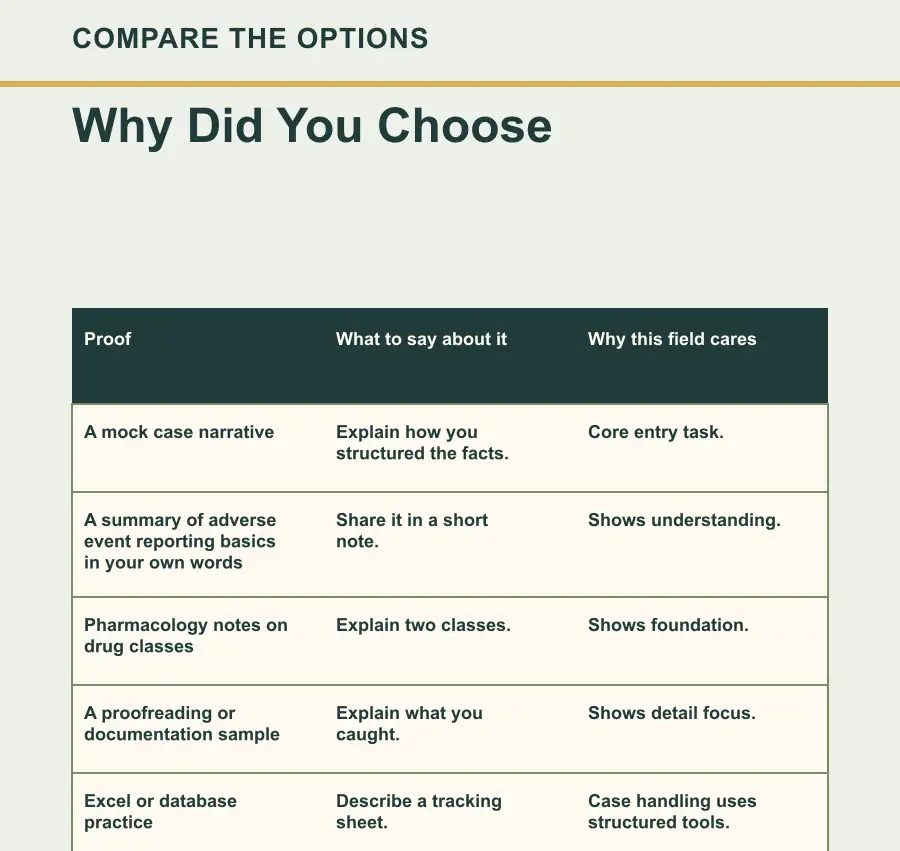 COMPARE THE OPTIONS
Why Did You Choose
Proof
What to say about it
Why this field cares
A mock case narrative
Explain how you
structured the facts.
Core entry task.
A summary of adverse
event reporting basics
in your own words
Share it in a short
note.
Shows understanding.
Pharmacology notes on
drug classes
Explain two classes.
Shows foundation.
A proofreading or
documentation sample
Explain what you
caught.
Shows detail focus.
Excel or database
practice
Describe a tracking
sheet.
Case handling uses
structured tools.